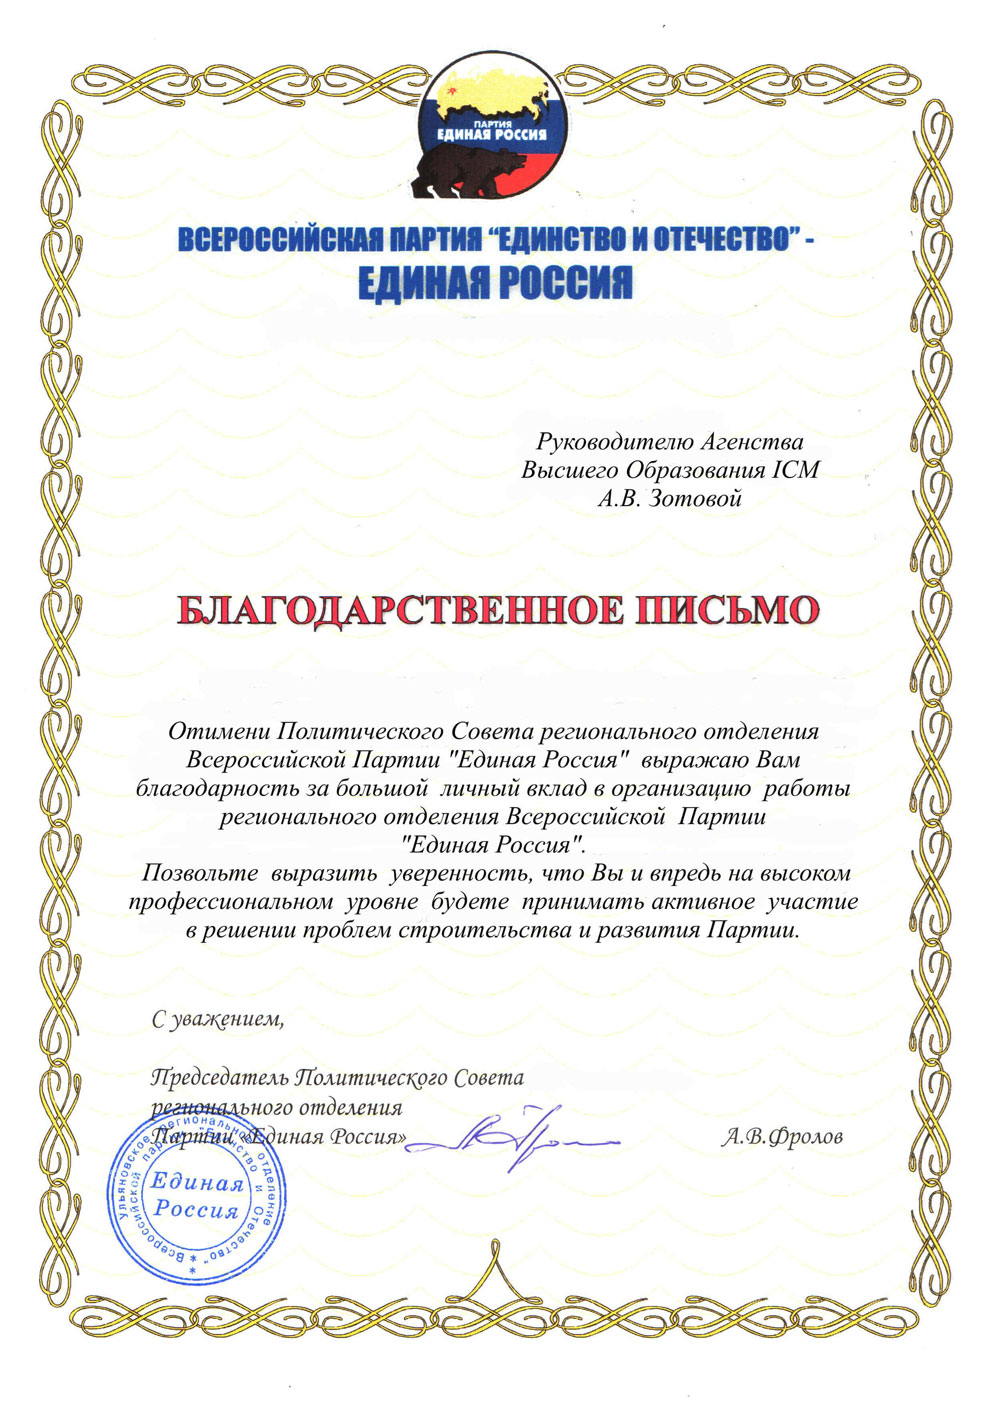 ПАРТИЯ
ЕДИНАЯ РОССИЯ
ВСЕРОССИЙСКАЯ ПАРТИЯ “ЕДИНСТВО И ОТЕЧЕСТВО” -
ЕДИНАЯ РОССИЯ
Руководителю Агенства
Высшего Образования ICM
А.В. Зотовой
БЛАГОДАРСТВЕННОЕ ПИСЬМО
Отимени Политического Совета регионального отделения
Всероссийской Партии "Единая Россия" выражаю Вам
благодарность за большой личный вклад в организацию работы
регионального отделения Всероссийской Партии
"Единая Россия".
Позвольте выразить уверенность, что Вы и впредь на высоком
профессиональном уровне будете принимать активное участие
в решении проблем строительства и развития Партии.
С уважением,
Председатель Политического Совета
регионального отделения
Партии «Единая Россия»
А.В.Фролов
Ульяновское региональное отделение
Всероссийской партии "Единство и Отечество"
Единая
Россия